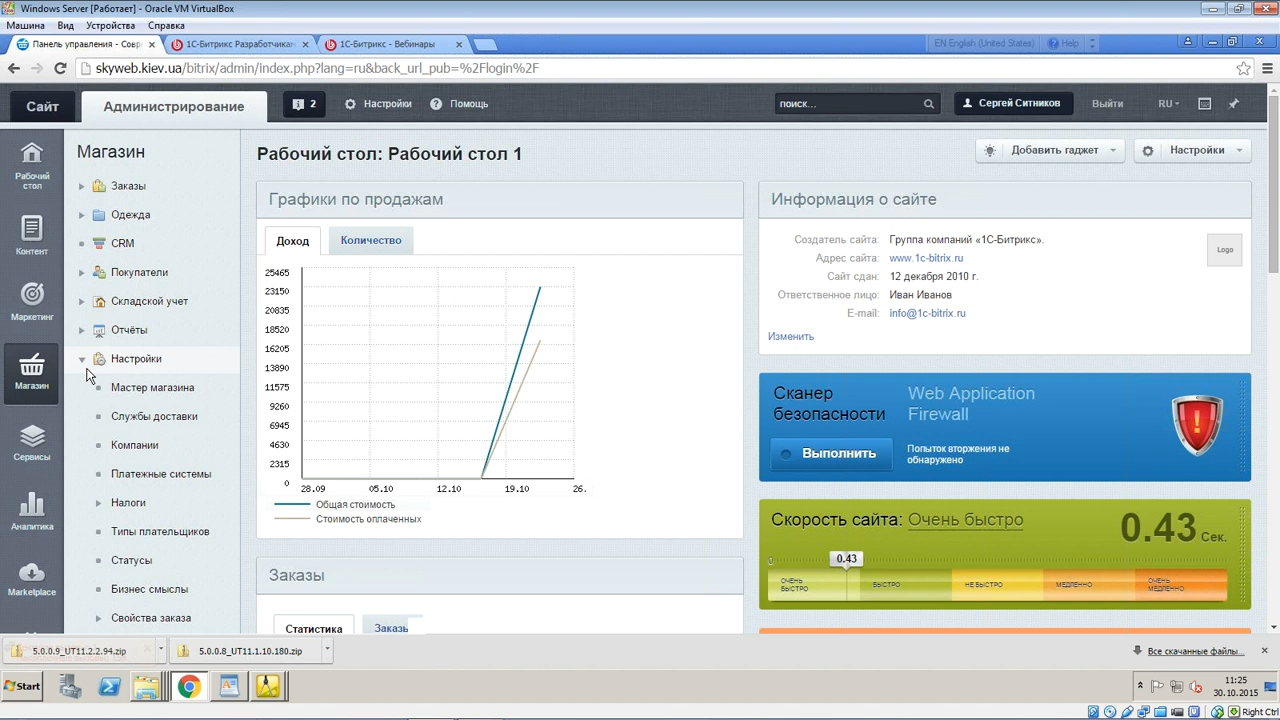 Windows Server [Работает] - Oracle VM VirtualBox
Машина Вид Устройства Справка
Панель управления - Совр
1С-Битрикс Разработчикам
1С-Битрикс - Вебинары
EN English (United States) Help
skyweb.kiev.ua/bitrix/admin/index.php?lang=ru&back_url_pub=%2Flogin%2F
Сайт
Администрирование
2
Настройки
Помощь
поиск...
Сергей Ситников
Выйти
RU
Рабочий стол
Контент
Маркетинг
Магазин
Сервисы
Аналитика
Marketplace
Магазин
Заказы
Одежда
CRM
Покупатели
Складской учет
Отчёты
Настройки
Мастер магазина
Службы доставки
Компании
Платежные системы
Налоги
Типы плательщиков
Статусы
Бизнес смыслы
Свойства заказа
Рабочий стол: Рабочий стол 1
Добавить гаджет
Настройки
Графики по продажам
Доход
Количество
25465
23150
20835
18520
16205
13890
11575
9260
6945
4630
2315
0
28.09 05.10 12.10 19.10 26.
Общая стоимость
Стоимость оплаченных
Заказы
Статистика
Заказы
Информация о сайте
Создатель сайта: Группа компаний «1С-Битрикс».
Адрес сайта: www.1c-bitrix.ru
Сайт сдан: 12 декабря 2010 г.
Ответственное лицо: Иван Иванов
E-mail: info@1c-bitrix.ru
Logo
Изменить
Сканер безопасности
Web Application Firewall
Выполнить
Попыток вторжения не обнаружено
Скорость сайта: Очень быстро
0.43 Сек.
0.43
ОЧЕНЬ БЫСТРО
БЫСТРО
НЕ БЫСТРО
МЕДЛЕННО
ОЧЕНЬ МЕДЛЕННО
5.0.0.9_UT11.2.2.94.zip
5.0.0.8_UT11.1.10.180.zip
Все скачанные файлы...
Start
11:25
30.10.2015
Right Ctrl